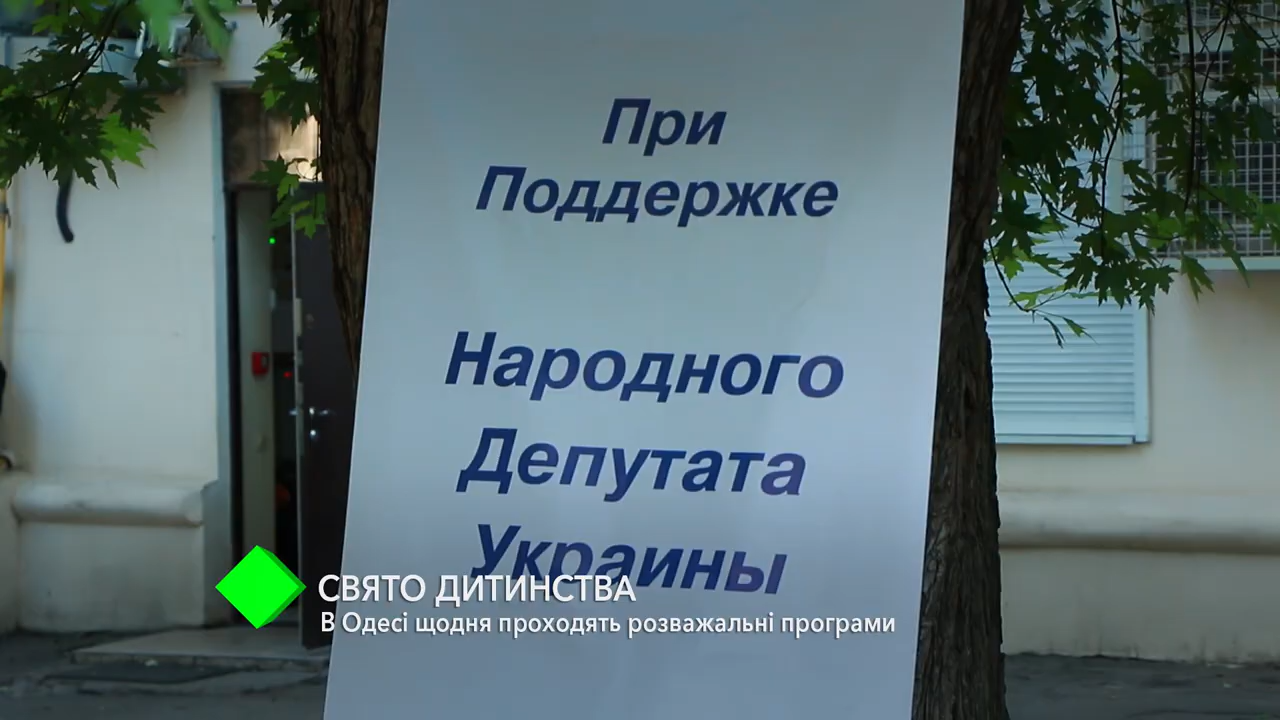 При
Поддержке
Народного
Депутата
Украины
СВЯТО ДИТИНСТВА
В Одесі щодня проходять розважальні програми